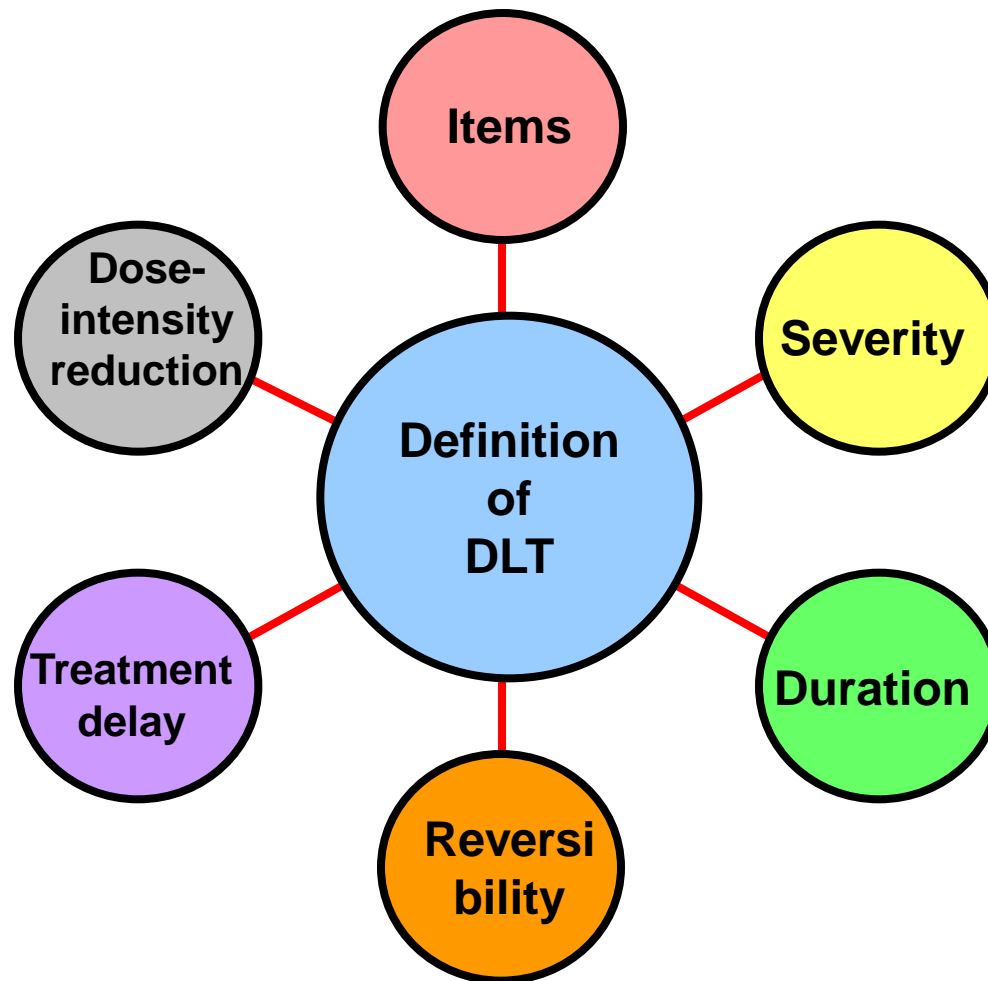 Items
Dose-
intensity
reduction
Severity
Definition
of
DLT
Treatment
delay
Duration
Reversi
bility